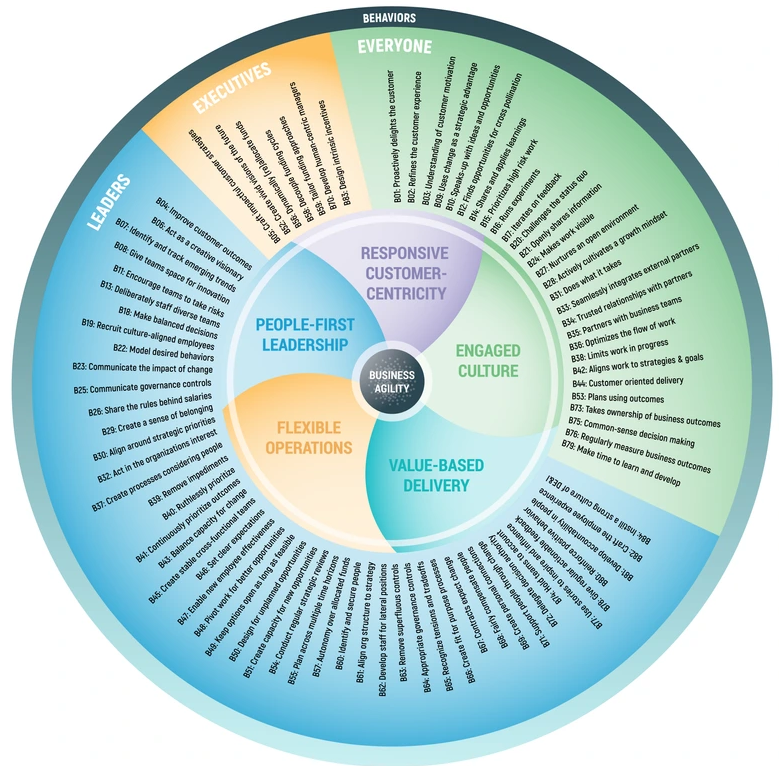 BEHAVIORS
EVERYONE
EXECUTIVES
LEADERS
RESPONSIVE
CUSTOMER-
CENTRICITY
ENGAGED
CULTURE
VALUE-BASED
DELIVERY
FLEXIBLE
OPERATIONS
PEOPLE-FIRST
LEADERSHIP
BUSINESS
AGILITY
B01: Proactively delights the customer
B02: Refines the customer experience
B03: Understanding of customer motivation
B09: Uses change as a strategic advantage
B10: Speaks-up with ideas and opportunities
B12: Finds opportunities for cross pollination
B14: Shares and applies learnings
B15: Prioritizes high risk work
B16: Runs experiments
B17: Iterates on feedback
B20: Challenges the status quo
B21: Openly shares information
B24: Makes work visible
B27: Nurtures an open environment
B28: Actively cultivates a growth mindset
B31: Does what it takes
B33: Seamlessly integrates external partners
B34: Trusted relationships with partners
B35: Partners with business teams
B36: Optimizes the flow of work
B38: Limits work in progress
B42: Aligns work to strategies & goals
B44: Customer oriented delivery
B53: Plans using outcomes
B73: Takes ownership of business outcomes
B75: Common-sense decision making
B76: Regularly measure business outcomes
B79: Make time to learn and develop
a strong culture of DE&I
B82: Craft the employee experience
B81: Develop accountability in people
B80: Reinforce positive behavior
Give and receive actionable
B77: Use stories to inspire and influence
B72: Delegate decision authority
B71: Support people through change
B69: Create personal connections
B68: Fairly compensate people
B67: Contracts expect change
B66: Create fit for purpose processes
B65: Recognize tensions and tradeoffs
B64: Appropriate governance controls
B63: Remove superfluous controls
B62: Develop staff for lateral positions
B61: Align org structure to strategy
B60: Identify and secure people
B57: Autonomy over allocated funds
B55: Plan across multiple time horizons
B54: Conduct regular strategic reviews
B51: Create capacity for new opportunities
B50: Design for unplanned opportunities
B49: Keep options open as long as feasible
B48: Pivot work for better opportunities
B47: Enable new employee effectiveness
B46: Set clear expectations
B45: Create stable cross-functional teams
B43: Balance capacity for change
B41: Continuously prioritize outcomes
B40: Ruthlessly prioritize
B39: Remove impediments
B37: Create processes considering people
B32: Act in the organizations interest
B30: Align around strategic priorities
B29: Create a sense of belonging
B26: Share the rules behind salaries
B25: Communicate governance controls
B23: Communicate the impact of change
B22: Model desired behaviors
B19: Recruit culture-aligned employees
B18: Make balanced decisions
B13: Deliberately staff diverse teams
B11: Encourage teams to take risks
B08: Give teams space for innovation
B07: Identify and track emerging trends
B06: Act as a creative visionary
B04: Improve customer outcomes
B05: Craft impactful customer strategies
B52: Create vivid visions of the future
B56: Dynamically (re)allocate funds
B58: Decouple funding cycles
B59: Tailor funding approaches
B70: Develop human-centric managers
B83: Design intrinsic incentives